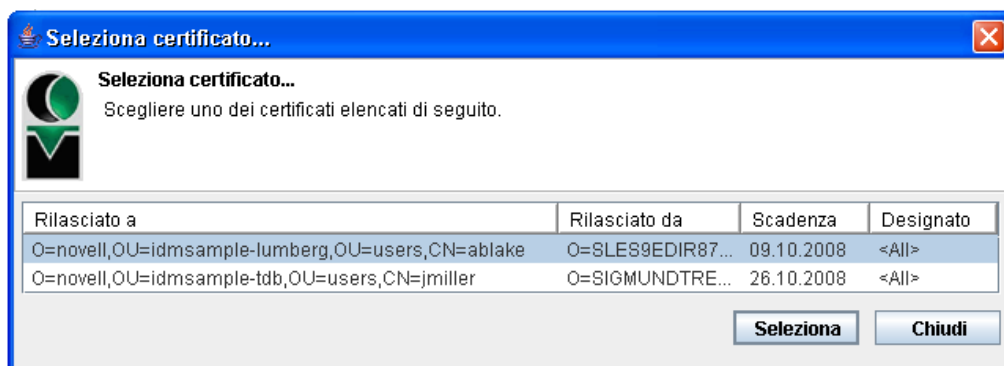 Seleziona certificato...
Seleziona certificato...
Scegliere uno dei certificati elencati di seguito.
Rilasciato a Rilasciato da Scadenza Designato
O=novell,OU=idmsample-lumberg,OU=users,CN=ablake O=SLES9EDIR87... 09.10.2008 <All>
O=novell,OU=idmsample-tdb,OU=users,CN=jmiller O=SIGMUNDTRE... 26.10.2008 <All>
Seleziona Chiudi